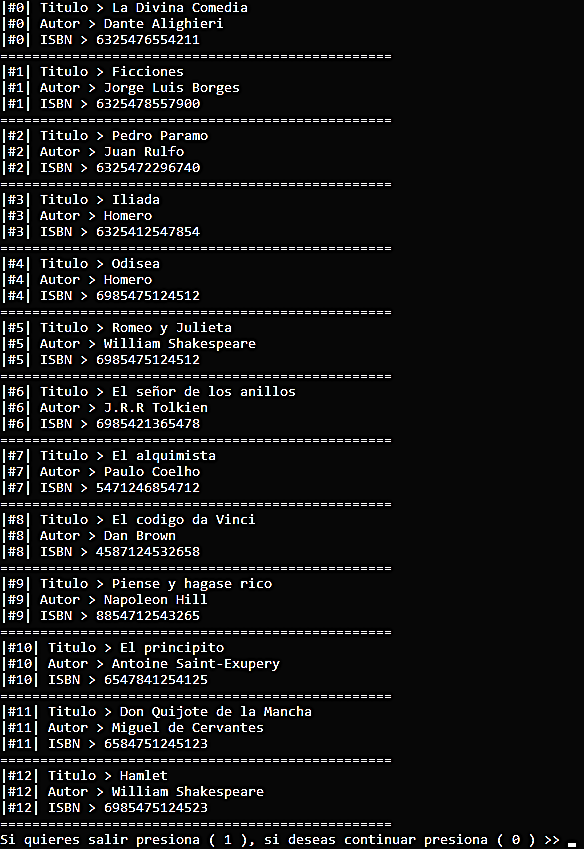 |#0| Titulo > La Divina Comedia
|#0| Autor > Dante Alighieri
|#0| ISBN > 6325476554211
=================================================
|#1| Titulo > Ficciones
|#1| Autor > Jorge Luis Borges
|#1| ISBN > 6325478557900
=================================================
|#2| Titulo > Pedro Paramo
|#2| Autor > Juan Rulfo
|#2| ISBN > 6325472296740
=================================================
|#3| Titulo > Iliada
|#3| Autor > Homero
|#3| ISBN > 6325412547854
=================================================
|#4| Titulo > Odisea
|#4| Autor > Homero
|#4| ISBN > 6985475124512
=================================================
|#5| Titulo > Romeo y Julieta
|#5| Autor > William Shakespeare
|#5| ISBN > 6985475124512
=================================================
|#6| Titulo > El señor de los anillos
|#6| Autor > J.R.R Tolkien
|#6| ISBN > 6985421365478
=================================================
|#7| Titulo > El alquimista
|#7| Autor > Paulo Coelho
|#7| ISBN > 5471246854712
=================================================
|#8| Titulo > El codigo da Vinci
|#8| Autor > Dan Brown
|#8| ISBN > 4587124532658
=================================================
|#9| Titulo > Piense y hagase rico
|#9| Autor > Napoleon Hill
|#9| ISBN > 8854712543265
=================================================
|#10| Titulo > El principito
|#10| Autor > Antoine Saint-Exupery
|#10| ISBN > 6547841254125
=================================================
|#11| Titulo > Don Quijote de la Mancha
|#11| Autor > Miguel de Cervantes
|#11| ISBN > 6584751245123
=================================================
|#12| Titulo > Hamlet
|#12| Autor > William Shakespeare
|#12| ISBN > 6985475124523
=================================================
Si quieres salir presiona ( 1 ), si deseas continuar presiona ( 0 ) >> _